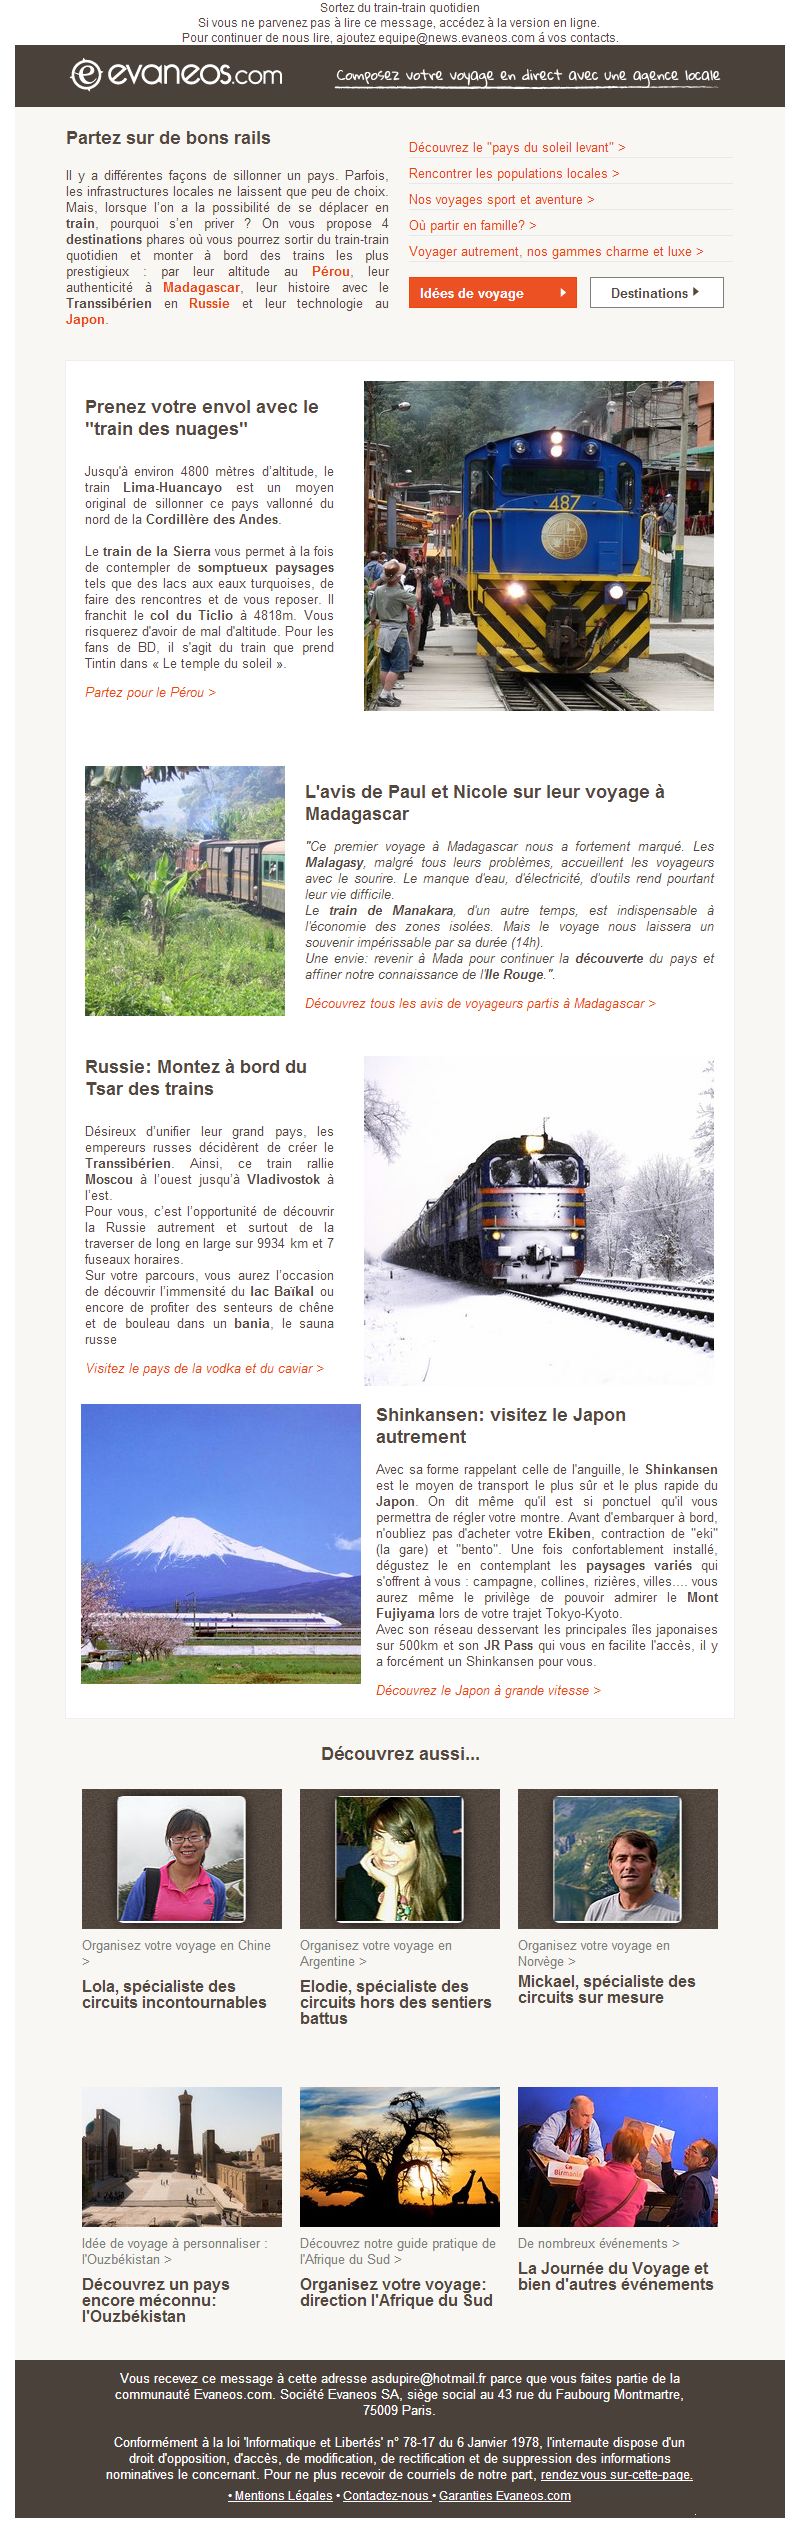 Sortez du train-train quotidien
Si vous ne parvenez pas à lire ce message, accédez à la version en ligne.
Pour continuer de nous lire, ajoutez equipe@news.evaneos.com á vos contacts.
evaneos.com
Composez votre voyage en direct avec une agence locale
Partez sur de bons rails
Il y a différentes façons de sillonner un pays. Parfois,
les infrastructures locales ne laissent que peu de choix.
Mais, lorsque l'on a la possibilité de se déplacer en
train, pourquoi s'en priver ? On vous propose 4
destinations phares où vous pourrez sortir du train-train
quotidien et monter à bord des trains les plus
prestigieux : par leur altitude au Pérou, leur
authenticité à Madagascar, leur histoire avec le
Transsibérien en Russie et leur technologie au
Japon.
Découvrez le "pays du soleil levant" >
Rencontrer les populations locales >
Nos voyages sport et aventure >
Où partir en famille? >
Voyager autrement, nos gammes charme et luxe >
Idées de voyage
Destinations
Prenez votre envol avec le
"train des nuages"
Jusqu'à environ 4800 mètres d'altitude, le
train Lima-Huancayo est un moyen
original de sillonner ce pays vallonné du
nord de la Cordillère des Andes.
Le train de la Sierra vous permet à la fois
de contempler de somptueux paysages
tels que des lacs aux eaux turquoises, de
faire des rencontres et de vous reposer. Il
franchit le col du Ticlio à 4818m. Vous
risquerez d'avoir de mal d'altitude. Pour les
fans de BD, il s'agit du train que prend
Tintin dans « Le temple du soleil ».
Partez pour le Pérou >
487
L'avis de Paul et Nicole sur leur voyage à
Madagascar
"Ce premier voyage à Madagascar nous a fortement marqué. Les
Malagasy, malgré tous leurs problèmes, accueillent les voyageurs
avec le sourire. Le manque d'eau, d'électricité, d'outils rend pourtant
leur vie difficile.
Le train de Manakara, d'un autre temps, est indispensable à
l'économie des zones isolées. Mais le voyage nous laissera un
souvenir impérissable par sa durée (14h).
Une envie: revenir à Mada pour continuer la découverte du pays et
affiner notre connaissance de l'Ile Rouge.".
Découvrez tous les avis de voyageurs partis à Madagascar >
Russie: Montez à bord du
Tsar des trains
Désireux d'unifier leur grand pays, les
empereurs russes décidèrent de créer le
Transsibérien. Ainsi, ce train rallie
Moscou à l'ouest jusqu'à Vladivostok à
l'est.
Pour vous, c'est l'opportunité de découvrir
la Russie autrement et surtout de la
traverser de long en large sur 9934 km et 7
fuseaux horaires.
Sur votre parcours, vous aurez l'occasion
de découvrir l'immensité du lac Baïkal ou
encore de profiter des senteurs de chêne
et de bouleau dans un bania, le sauna
russe
Visitez le pays de la vodka et du caviar >
Shinkansen: visitez le Japon
autrement
Avec sa forme rappelant celle de l'anguille, le Shinkansen
est le moyen de transport le plus sûr et le plus rapide du
Japon. On dit même qu'il est si ponctuel qu'il vous
permettra de régler votre montre. Avant d'embarquer à bord,
n'oubliez pas d'acheter votre Ekiben, contraction de "eki"
(la gare) et "bento". Une fois confortablement installé,
dégustez le en contemplant les paysages variés qui
s'offrent à vous : campagne, collines, rizières, villes.... vous
aurez même le privilège de pouvoir admirer le Mont
Fujiyama lors de votre trajet Tokyo-Kyoto.
Avec son réseau desservant les principales îles japonaises
sur 500km et son JR Pass qui vous en facilite l'accès, il y
a forcément un Shinkansen pour vous.
Découvrez le Japon à grande vitesse >
Découvrez aussi...
Organisez votre voyage en Chine
>
Lola, spécialiste des
circuits incontournables
Organisez votre voyage en
Argentine >
Elodie, spécialiste des
circuits hors des sentiers
battus
Organisez votre voyage en
Norvège >
Mickael, spécialiste des
circuits sur mesure
Birmanie
Idée de voyage à personnaliser :
l'Ouzbékistan >
Découvrez un pays
encore méconnu:
l'Ouzbékistan
Découvrez notre guide pratique de
l'Afrique du Sud >
Organisez votre voyage:
direction l'Afrique du Sud
De nombreux événements >
La Journée du Voyage et
bien d'autres événements
Vous recevez ce message à cette adresse asdupire@hotmail.fr parce que vous faites partie de la
communauté Evaneos.com. Société Evaneos SA, siège social au 43 rue du Faubourg Montmartre,
75009 Paris.
Conformément à la loi 'Informatique et Libertés' n° 78-17 du 6 Janvier 1978, l'internaute dispose d'un
droit d'opposition, d'accès, de modification, de rectification et de suppression des informations
nominatives le concernant. Pour ne plus recevoir de courriels de notre part, rendez vous sur-cette-page.
• Mentions Légales • Contactez-nous • Garanties Evaneos.com